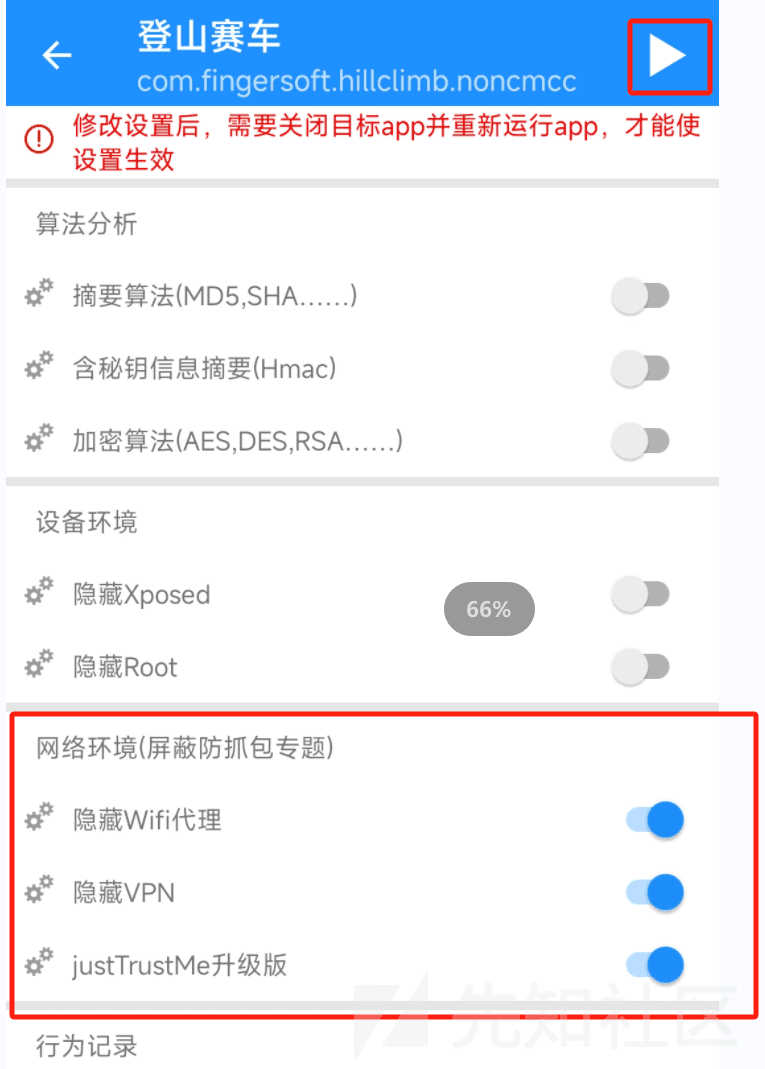 登山赛车
com.fingersoft.hillclimb.noncmcc
修改设置后，需要关闭目标app并重新运行app，才能使
设置生效
算法分析
摘要算法(MD5,SHA......)
含秘钥信息摘要(Hmac)
加密算法(AES,DES,RSA......)
设备环境
隐藏Xposed
66%
隐藏Root
网络环境(屏蔽防抓包专题)
隐藏Wifi代理
隐藏VPN
justTrustMe升级版
行为记录
先知社区